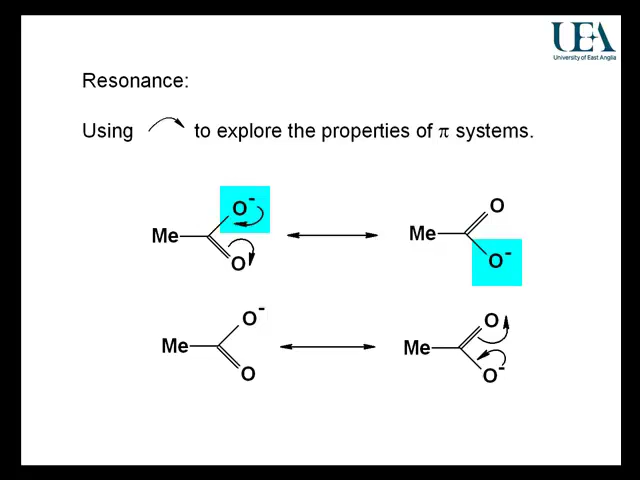 UEA
University of East Anglia
Resonance:
Using to explore the properties of π systems.
O-
Me
O
O
Me
O-
O-
Me
O
O
Me
O-